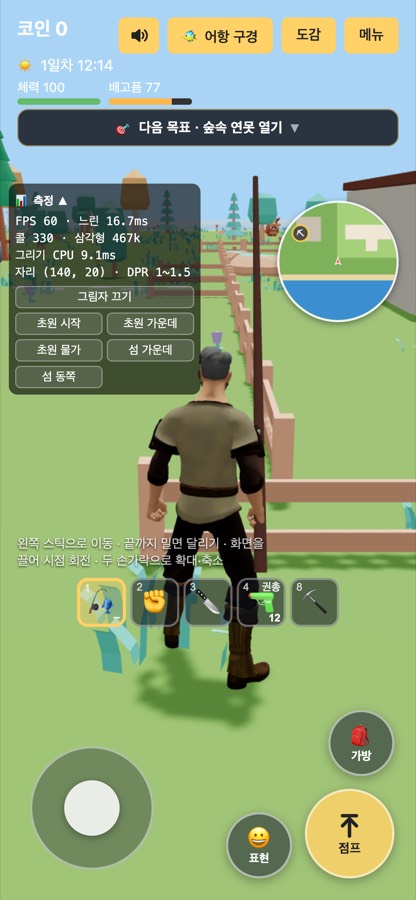 코인 0
어항 구경
도감
메뉴
1일차 12:14
체력 100 배고픔 77
다음 목표 · 숲속 연못 열기 ▼
측정 ▲
FPS 60 · 느린 16.7ms
콜 330 · 삼각형 467k
그리기 CPU 9.1ms
자리 (140, 20) · DPR 1~1.5
그림자 끄기
초원 시작 초원 가운데
초원 물가 섬 가운데
섬 동쪽
왼쪽 스틱으로 이동 · 끝까지 밀면 달리기 · 화면을
끌어 시점 회전 · 두 손가락으로 확대·축소
1 2 3 4 권총 8
12
가방
점프
표현